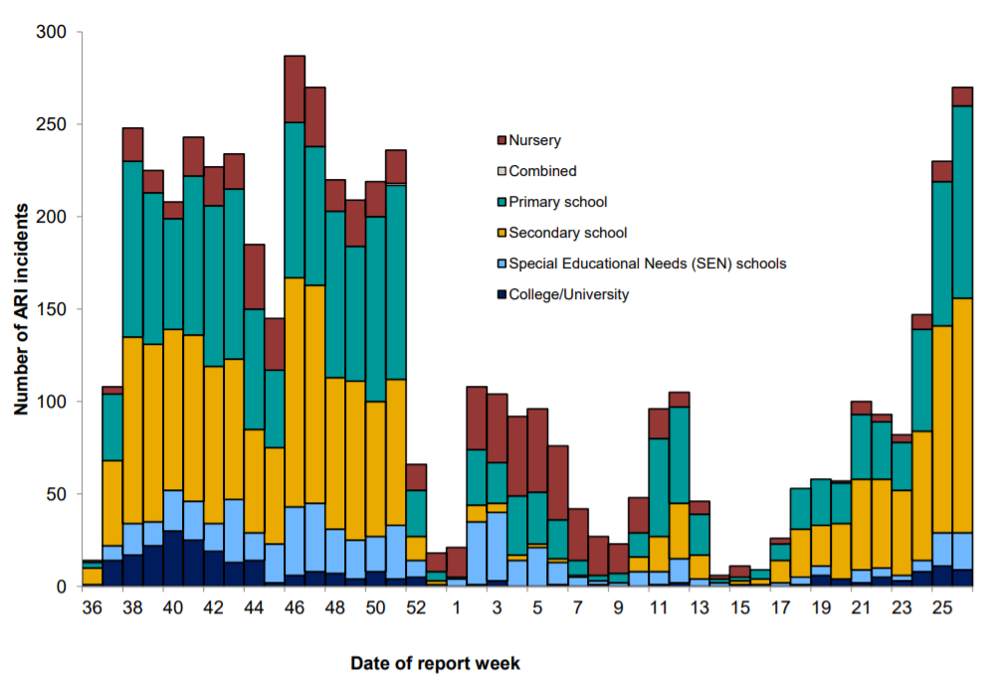 300
250
200
150
100
50
0
Number of ARI incidents
Nursery
Combined
Primary school
Secondary school
Special Educational Needs (SEN) schools
College/University
36 38 40 42 44 46 48 50 52 1 3 5 7 9 11 13 15 17 19 21 23 25
Date of report week